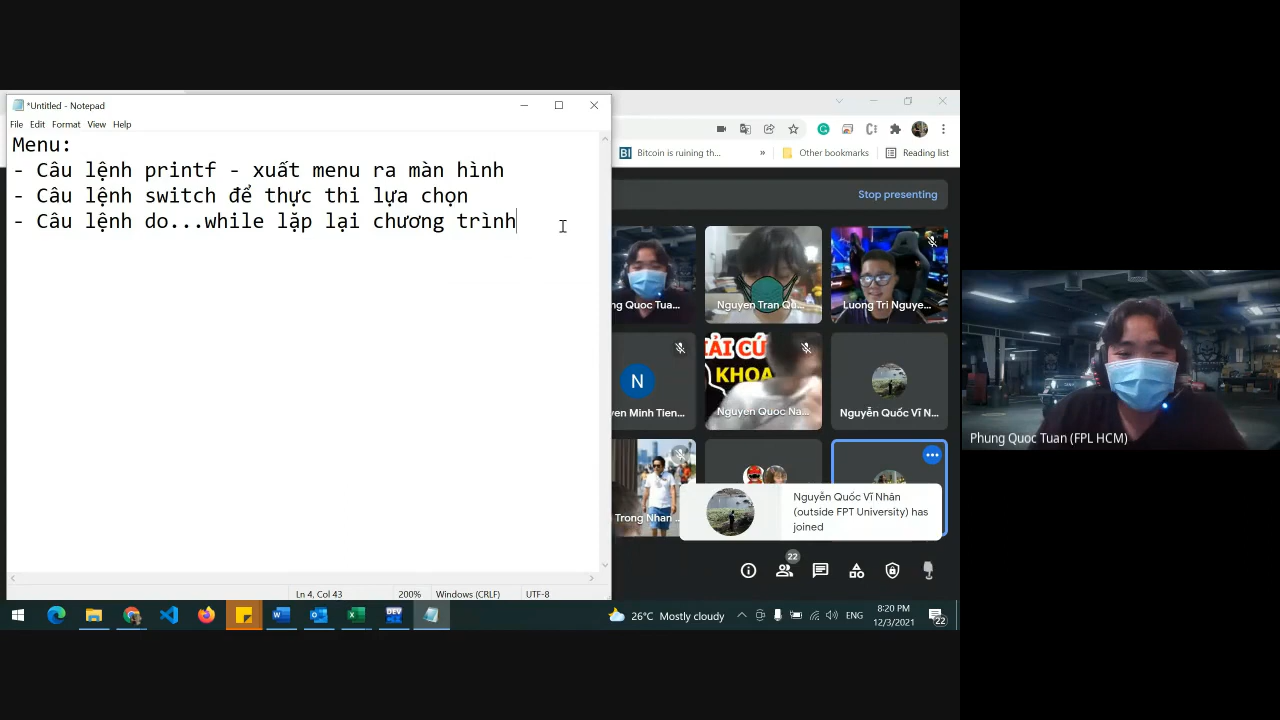 *Untitled - Notepad
File Edit Format View Help
Menu:
- Câu lệnh printf - xuất menu ra màn hình
- Câu lệnh switch để thực thi lựa chọn
- Câu lệnh do...while lặp lại chương trình
Ln 4, Col 43 200% Windows (CRLF) UTF-8
BI Bitcoin is ruining th... » Other bookmarks Reading list
Stop presenting
ng Quoc Tua...
Nguyen Tran Qu...
Luong Tri Nguye...
N
yen Minh Tien...
KHOA
Nguyen Quoc Na...
Nguyễn Quốc Vĩ N...
Trong Nhan
Nguyễn Quốc Vĩ Nhân
(outside FPT University) has
joined
22
Phung Quoc Tuan (FPL HCM)
DEV
26°C Mostly cloudy
ENG
8:20 PM
12/3/2021
22